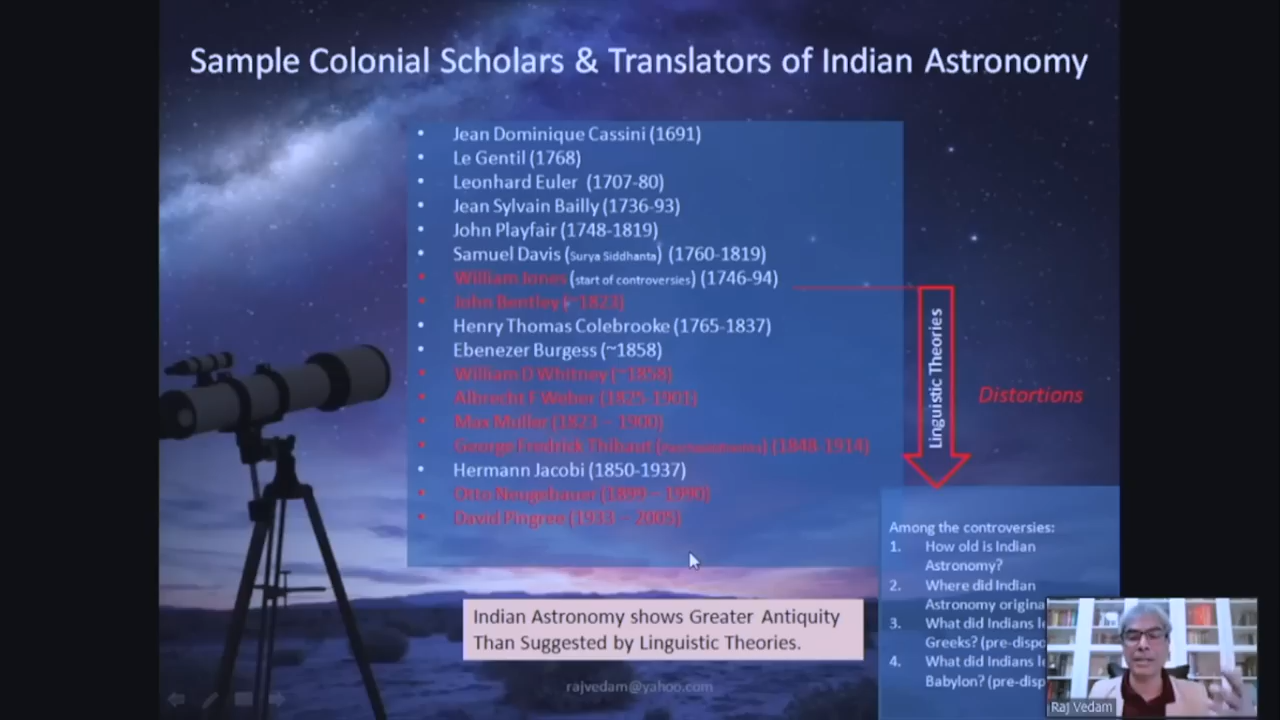 Sample Colonial Scholars & Translators of Indian Astronomy
• Jean Dominique Cassini (1691)
• Le Gentil (1768)
• Leonhard Euler (1707-80)
• Jean Sylvain Bailly (1736-93)
• John Playfair (1748-1819)
• Samuel Davis (Surya Siddhanta) (1760-1819)
• William Jones (start of controversies) (1746-94)
• John Bentley (~1823)
• Henry Thomas Colebrooke (1765-1837)
• Ebenezer Burgess (~1858)
• William D Whitney (~1858)
• Albrecht F Weber (1825-1901)
• Max Muller (1823 – 1900)
• George Fredrick Thibaut (1848-1914)
• Hermann Jacobi (1850-1937)
• Otto Neugebauer (1899 – 1990)
• David Pingree (1933 – 2005)
Linguistic Theories
Distortions
Among the controversies:
1. How old is Indian
Astronomy?
2. Where did Indian
Astronomy origina
3. What did Indians le
Greeks? (pre-dispo
4. What did Indians le
Babylon? (pre-disp
Indian Astronomy shows Greater Antiquity
Than Suggested by Linguistic Theories.
rajvedam@yahoo.com
Raj Vedam